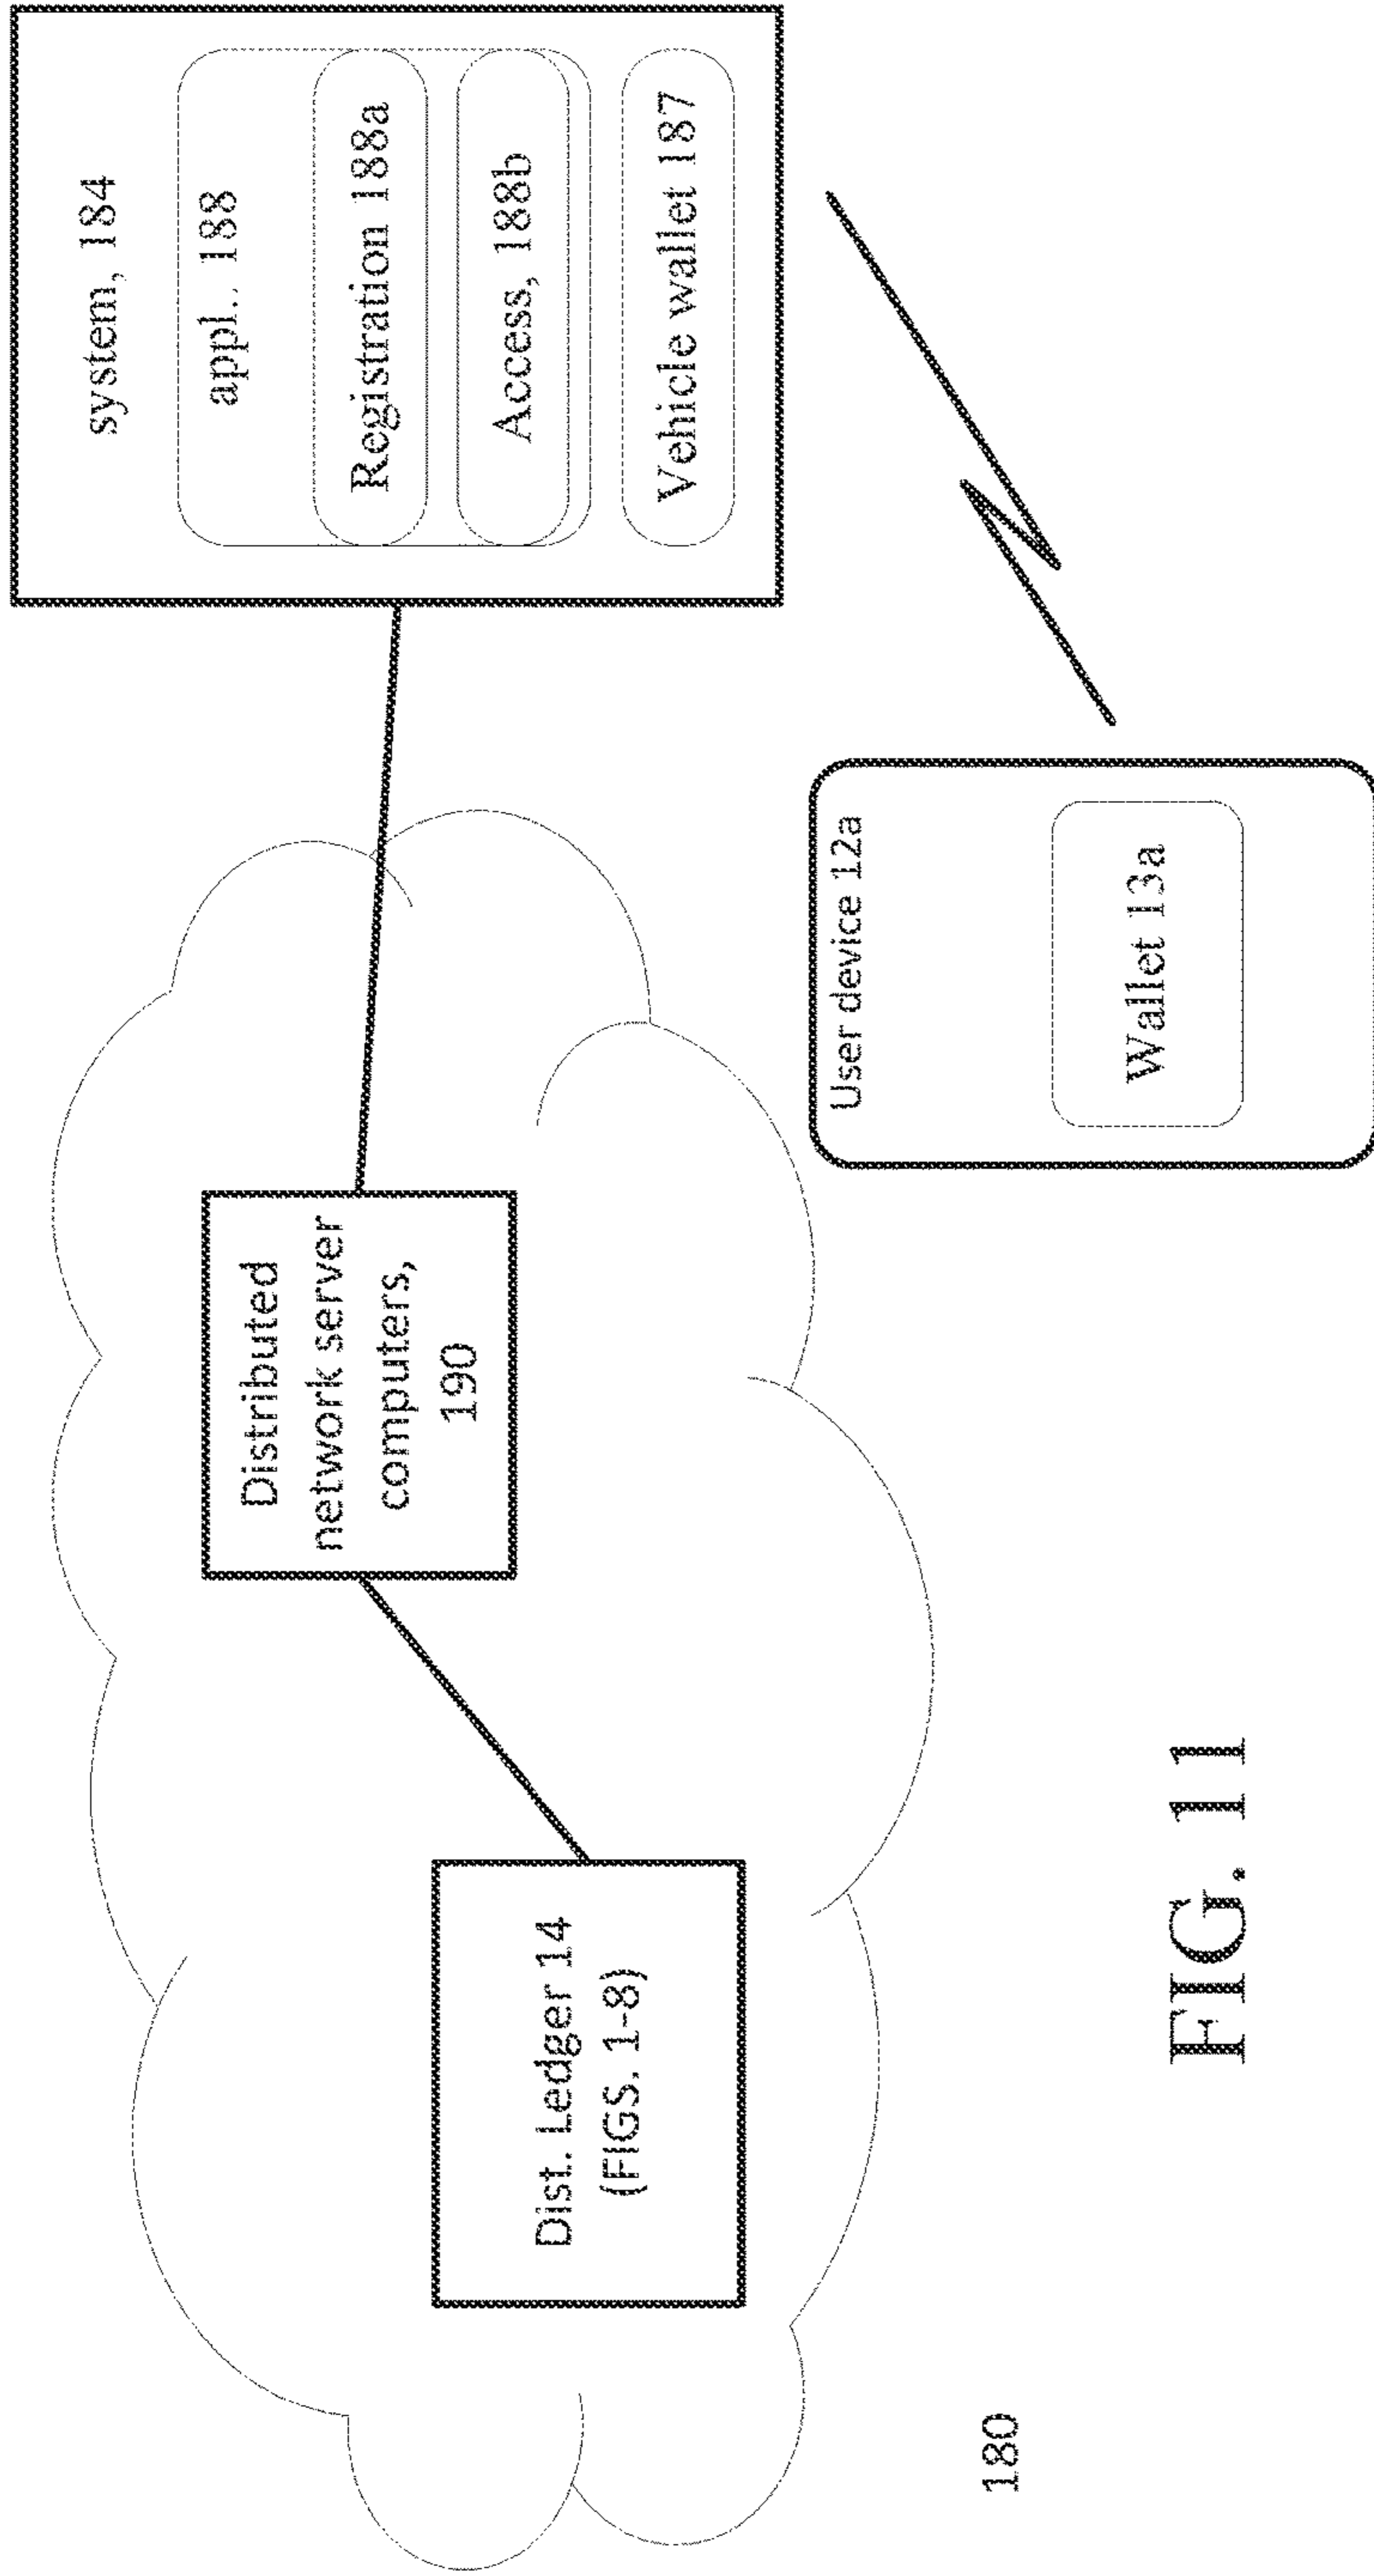 system, 184
appl.. 188
Registration 188a
Access, 188b
Vehicle wallet 187
Distributed
network server
computers,
190
User device 12a
Wallet 13a
Dist. Ledger 14
(FIGS. 1-8)
180
FIG. 11